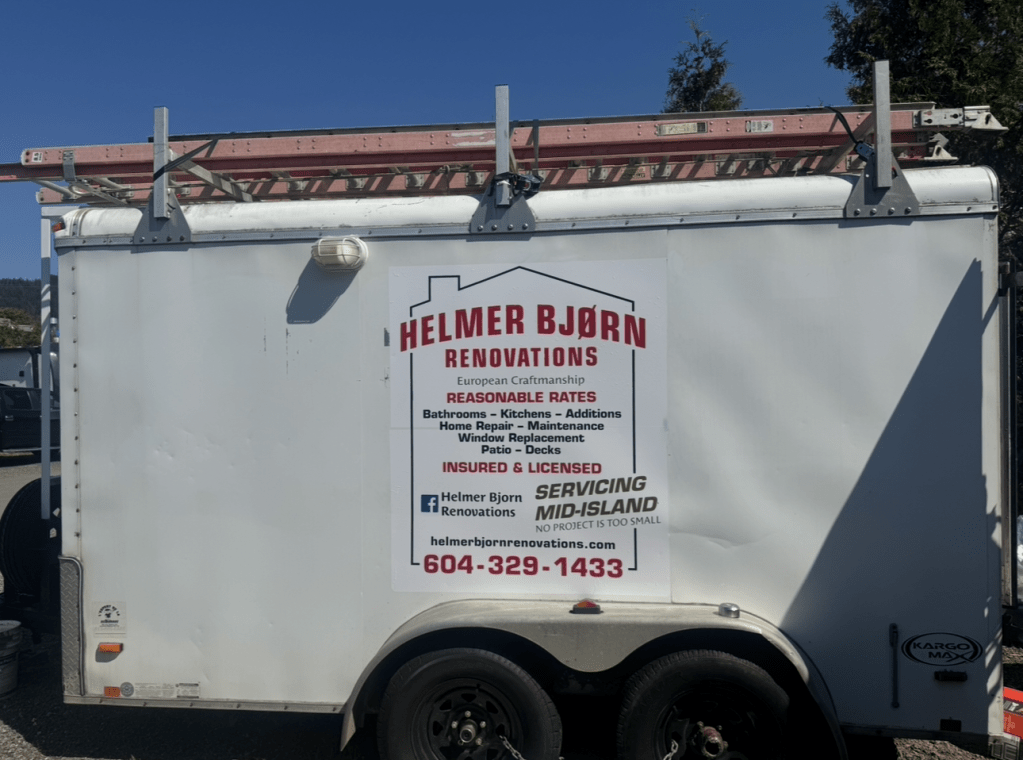 HELMER BJØRN
RENOVATIONS
European Craftmanship
REASONABLE RATES
Bathrooms – Kitchens – Additions
Home Repair – Maintenance
Window Replacement
Patio – Decks
INSURED & LICENSED
f Helmer Bjorn
Renovations
SERVICING
MID-ISLAND
NO PROJECT IS TOO SMALL
helmerbjornrenovations.com
604-329-1433
KARGO
MAX